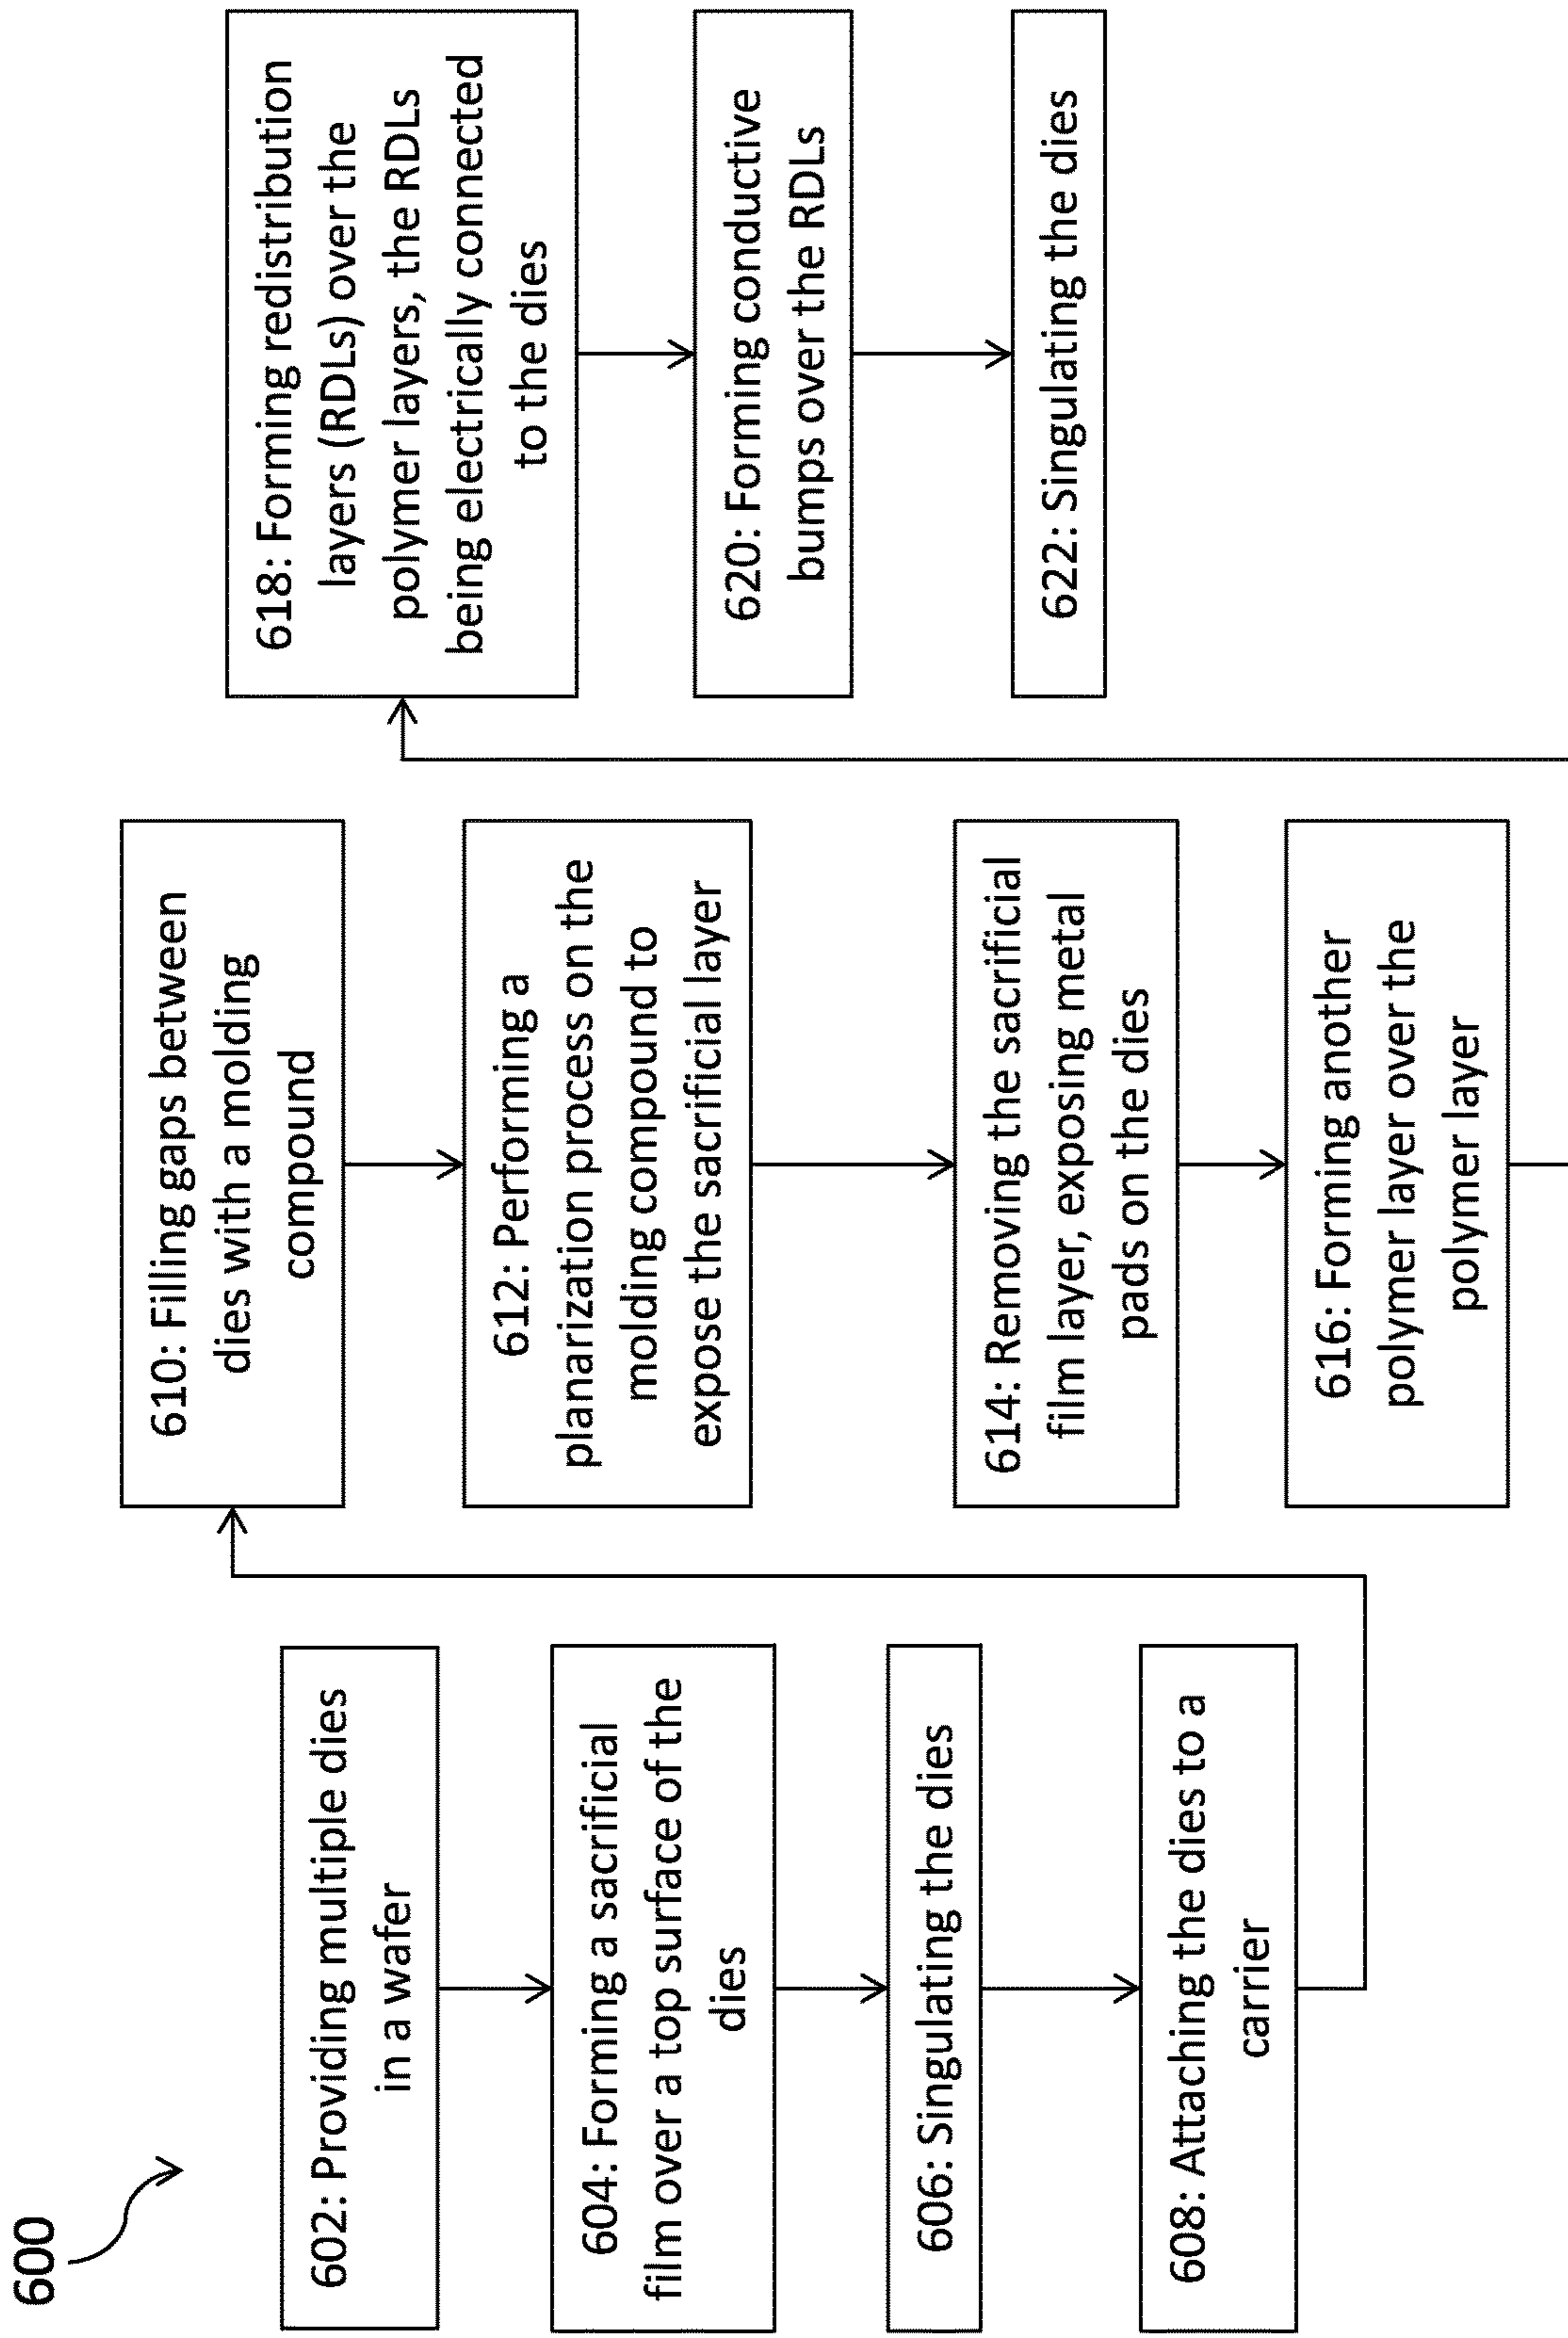 600
602: Providing multiple dies
in a wafer
604: Forming a sacrificial
film over a top surface of the
dies
606: Singulating the dies
608: Attaching the dies to a
carrier
610: Filling gaps between
dies with a molding
compound
612: Performing a
planarization process on the
molding compound to
expose the sacrificial layer
614: Removing the sacrificial
film layer, exposing metal
pads on the dies
616: Forming another
polymer layer over the
polymer layer
618: Forming redistribution
layers (RDLs) over the
polymer layers, the RDLs
being electrically connected
to the dies
620: Forming conductive
bumps over the RDLs
622: Singulating the dies